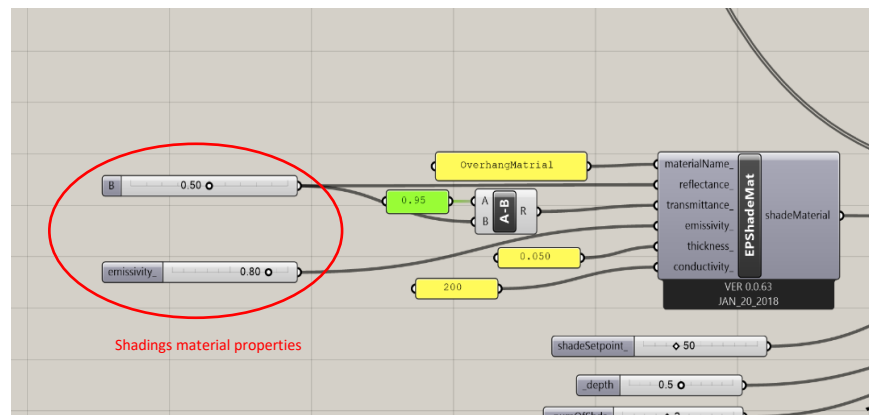 OverhangMatrial
materialName_
B
0.50
reflectance_
0.95
A
B
A-B
R
transmittance_
EPShadeMat
shadeMaterial
emissivity_
emissivity_
0.80
0.050
thickness_
200
conductivity_
VER 0.0.63
JAN_20_2018
Shadings material properties
shadeSetpoint_
50
_depth
0.5